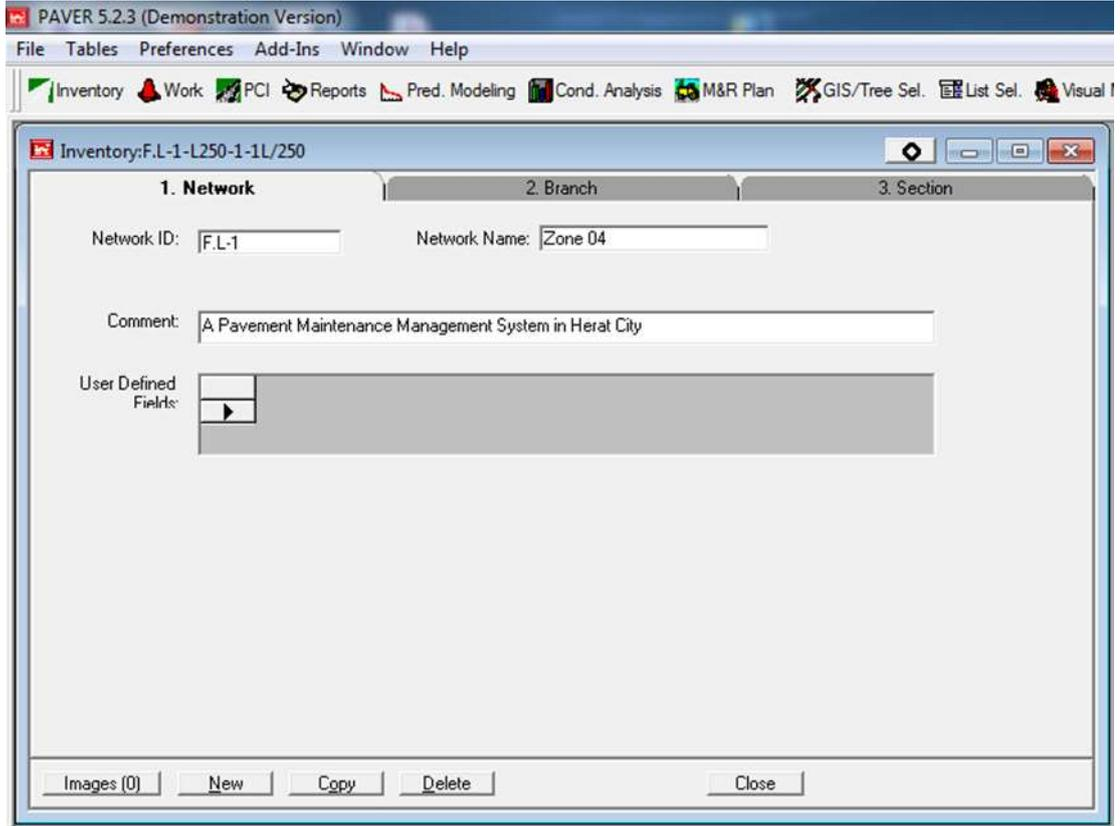 PAVER 5.2.3 (Demonstration Version)
File Tables Preferences Add-Ins Window Help
Inventory Work PCI Reports Pred. Modeling Cond. Analysis M&R Plan GIS/Tree Sel. List Sel. Visual
Inventory:F.L-1-L250-1-1L/250
1. Network 2. Branch 3. Section
Network ID: F.L-1 Network Name: Zone 04
Comment: A Pavement Maintenance Management System in Herat City
User Defined
Fields:
Images (0) New Copy Delete Close